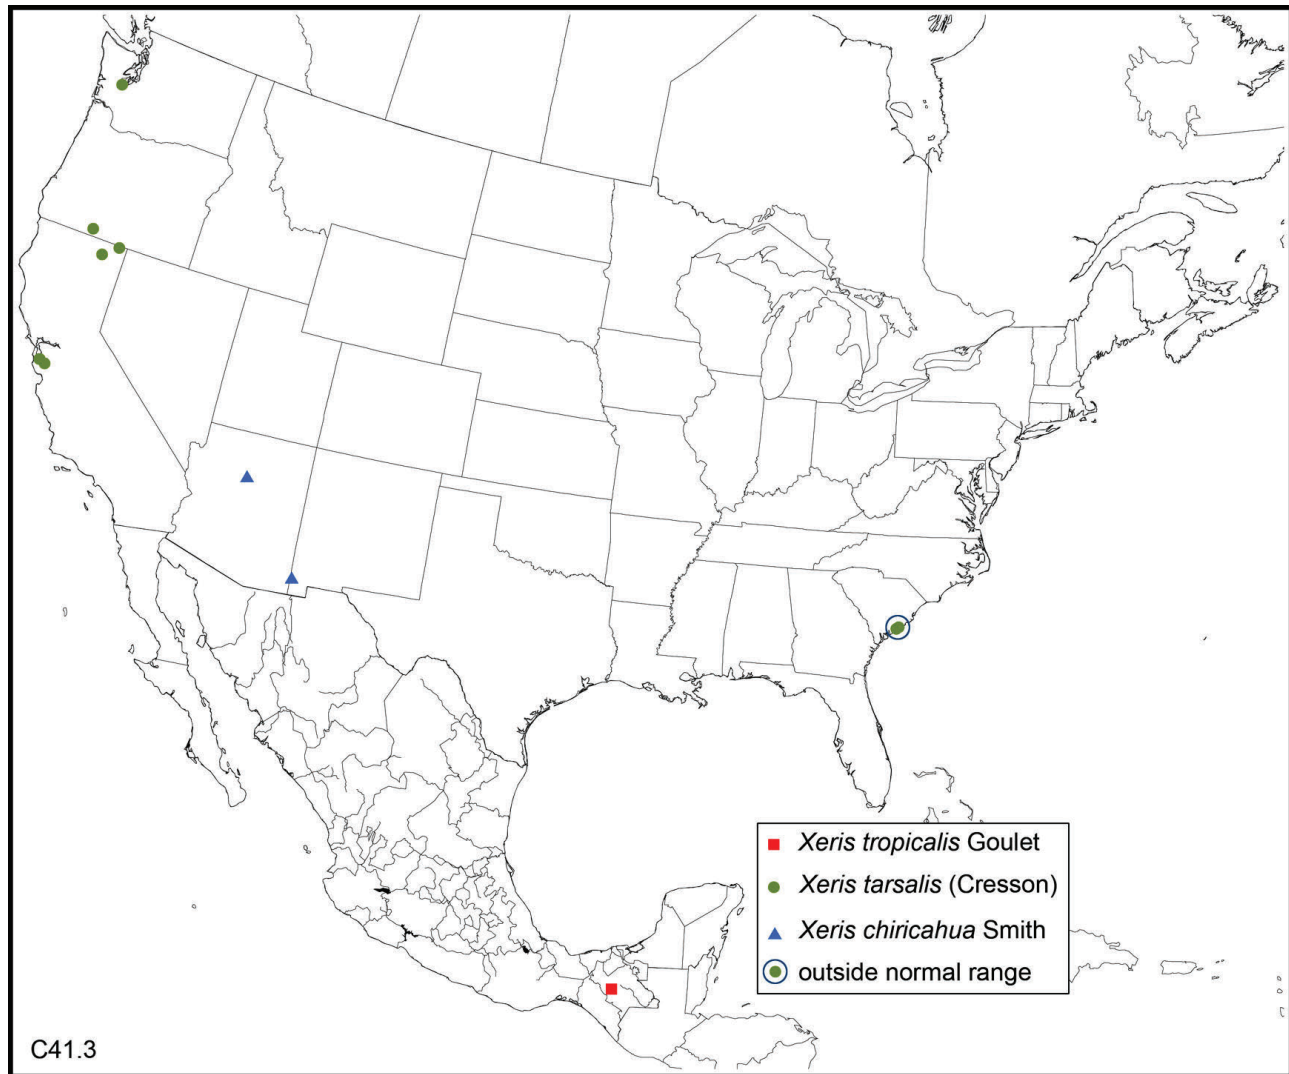 Xeris tropicalis Goulet
Xeris tarsalis (Cresson)
Xeris chiricahua Smith
outside normal range
C41.3